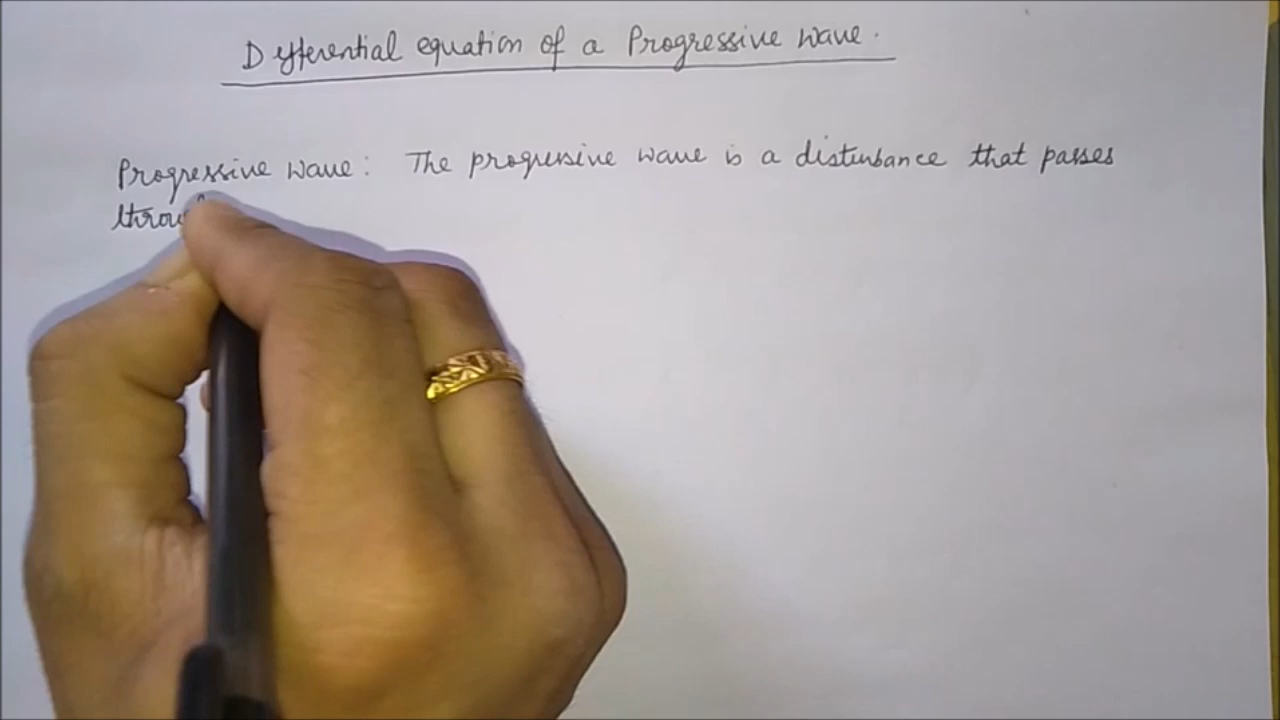 Differential equation of a Progressive wave.
Progressive wave: The progressive wave is a disturbance that passes